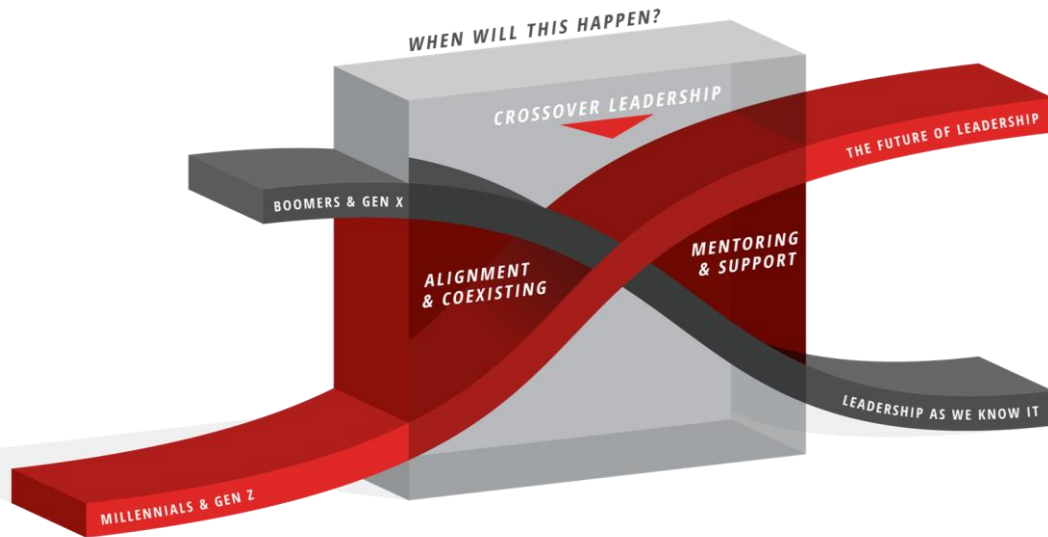 WHEN WILL THIS HAPPEN?
CROSSOVER LEADERSHIP
THE FUTURE OF LEADERSHIP
BOOMERS & GEN X
ALIGNMENT
& COEXISTING
MENTORING
& SUPPORT
LEADERSHIP AS WE KNOW IT
MILLENNIALS & GEN Z